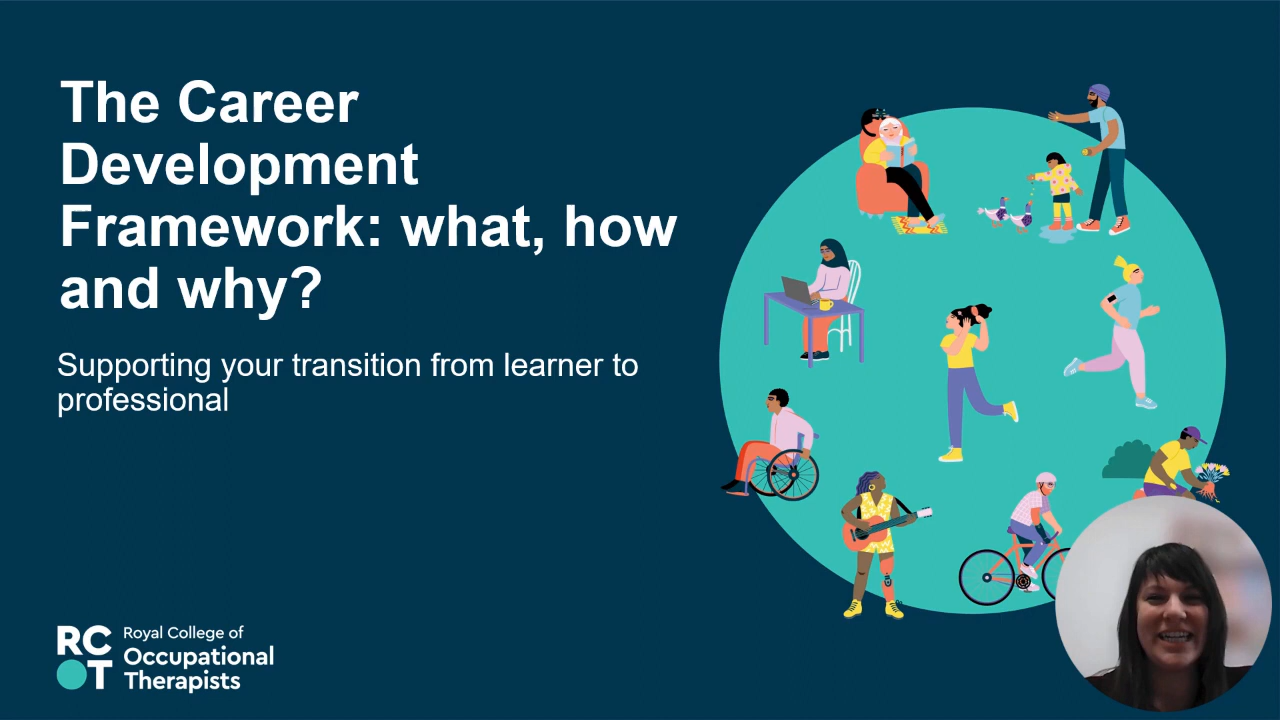 The Career
Development
Framework: what, how
and why?
Supporting your transition from learner to
professional
RC
OT
Royal College of
Occupational
Therapists